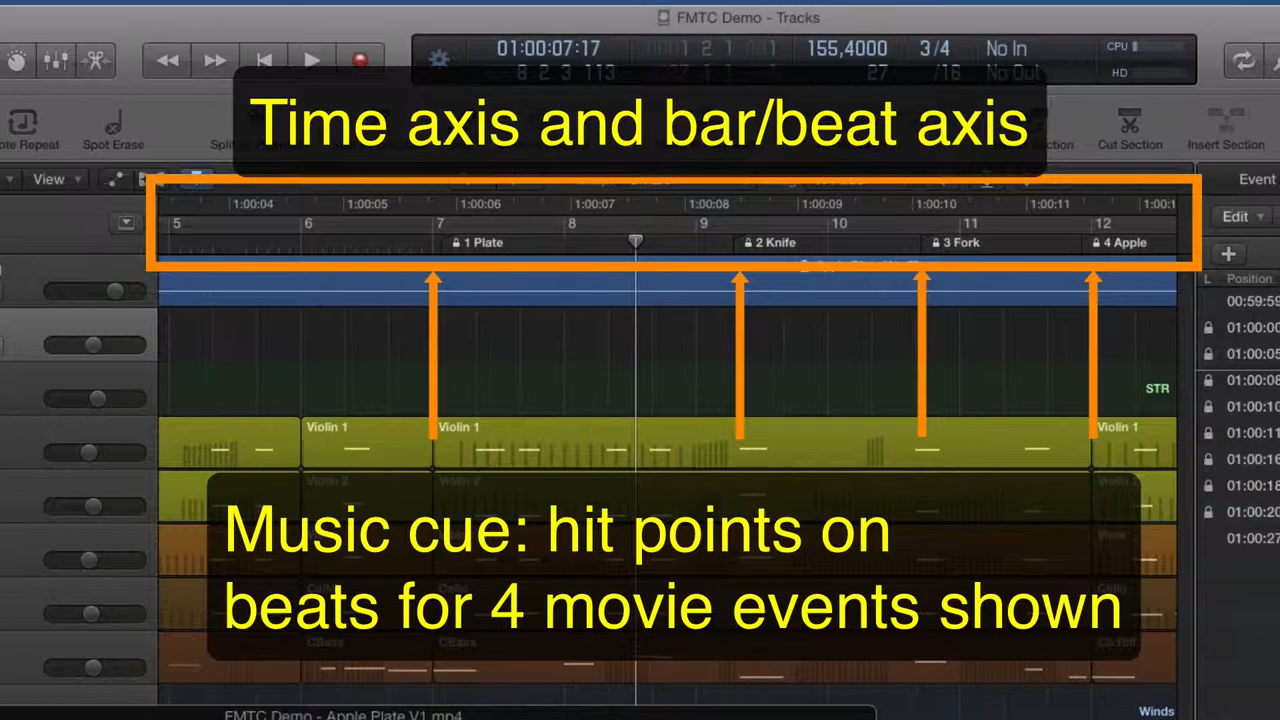 FMTC Demo - Tracks
01:00:07:17
8 2 3 113
155,4000
27
3/4
/16
No In
No Out
CPU
HD
Time axis and bar/beat axis
ote Repeat
Spot Erase
Cut Section
Insert Section
View
Event
1:00:04 1:00:05 1:00:06 1:00:07 1:00:08 1:00:10 1:00:11 1:00:1
5 6 7 8 9 10 11 12
1 Plate 2 Knife 3 Fork 4 Apple
Edit
L Position
00:59:59
01:00:00
01:00:05
01:00:08
01:00:10
01:00:11
01:00:16
01:00:18
01:00:20
01:00:27
STR
Violin 1 Violin 1 Violin 1
Violin 2 Violin 2
Music cue: hit points on
beats for 4 movie events shown
CBass CBass
FMTC Demo - Apple Plate V1.mp4
Winds